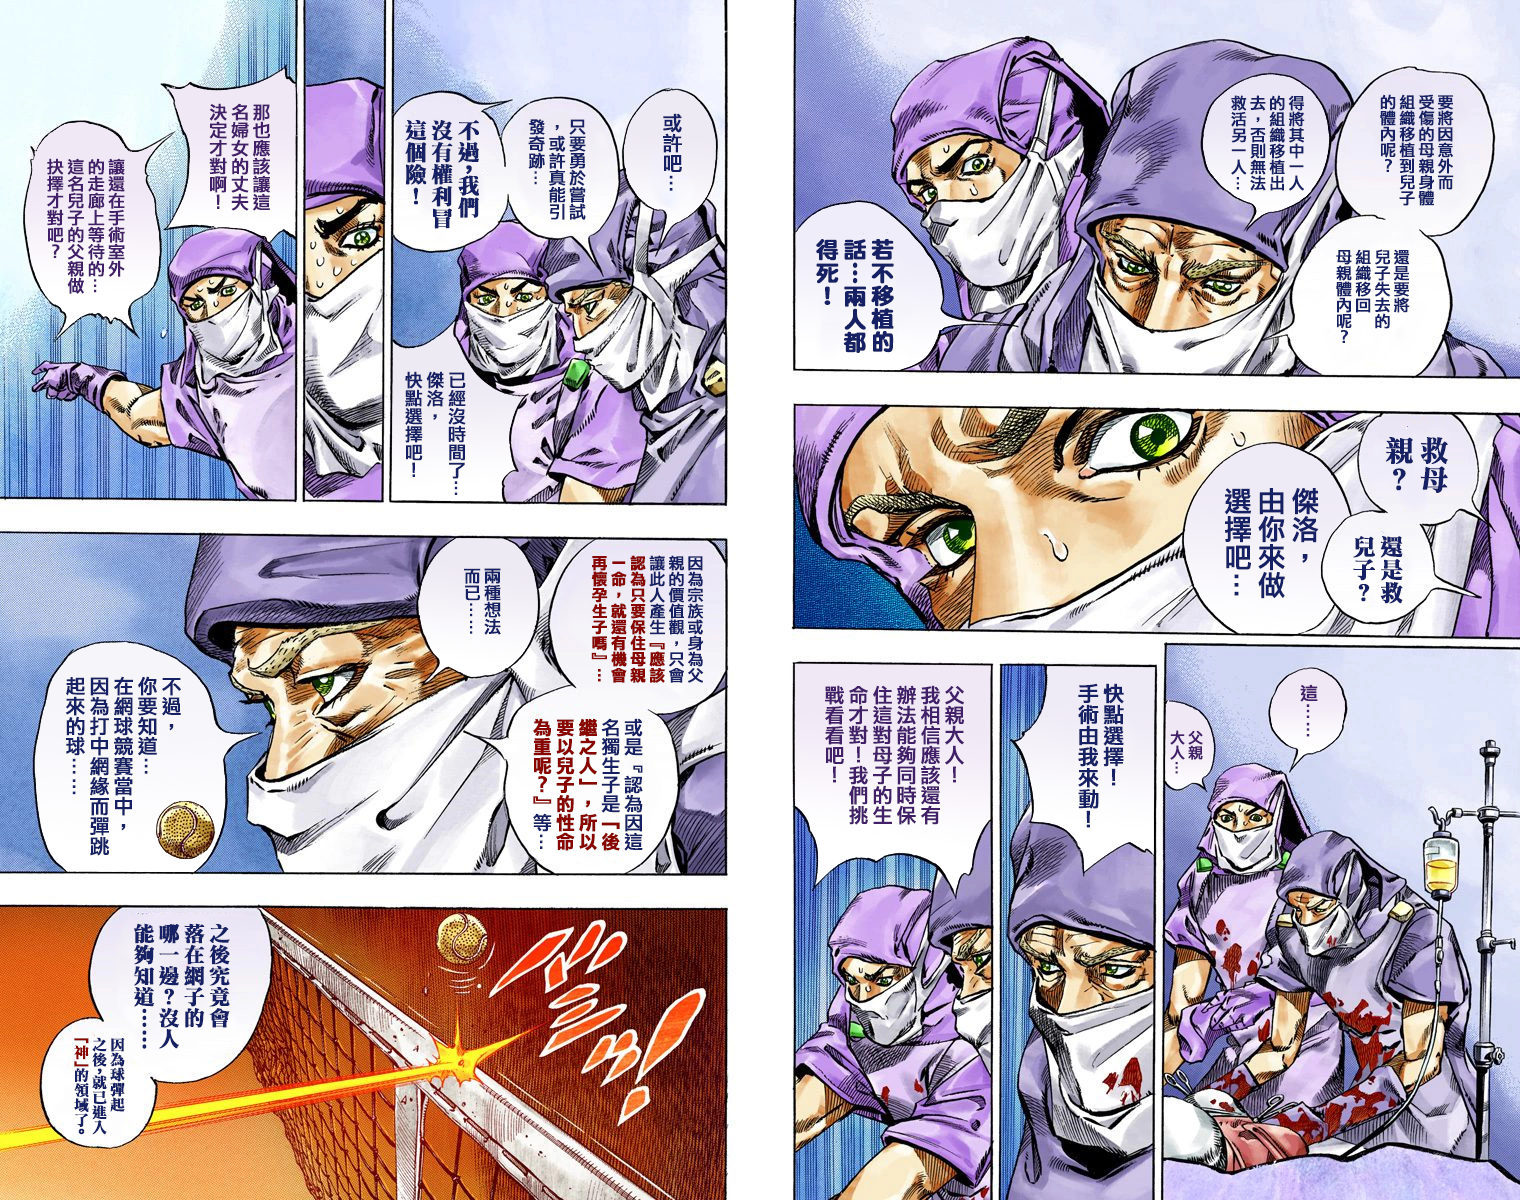 要將因意外而
受傷的母親身體
組織移植到兒子
的體內呢？
還是要將
兒子失去的
組織移回
母親體內呢？
得將其中一人
的組織移植出
去，否則無法
救活另一人…
若不移植的
話…兩人都
得死！
救母
親？
還是救
兒子？
傑洛，
由你來做
選擇吧…
這……
父親
大人…
快點選擇！
手術由我來動！
父親大人！
我相信應該還有
辦法能夠同時保
住這對母子的生
命才對！我們挑
戰看看吧！
或許吧…
只要勇於嘗試
，或許真能引
發奇跡…
不過，我們
沒有權利冒
這個險！
已經沒時間了…
傑洛，
快點選擇吧！
那也應該讓這
名婦女的丈夫
決定才對啊！
讓還在手術室外
的走廊上等待的…
這名兒子的父親做
抉擇才對吧？
因為宗族或身為父
親的價值觀，只會
讓此人產生『應該
認為只要保住母親
一命，就還有機會
再懷孕生子嗎』…
或是『認為因這
名獨生子是「後
繼之人」，所以
要以兒子的性命
為重呢？』等…
兩種想法
而已……
不過，
你要知道…
在網球競賽當中，
因為打中網緣而彈跳
起來的球……
之後究竟會
落在網子的
哪一邊？沒人
能夠知道……
因為球彈起
之後，就已進入
「神」的領域了。